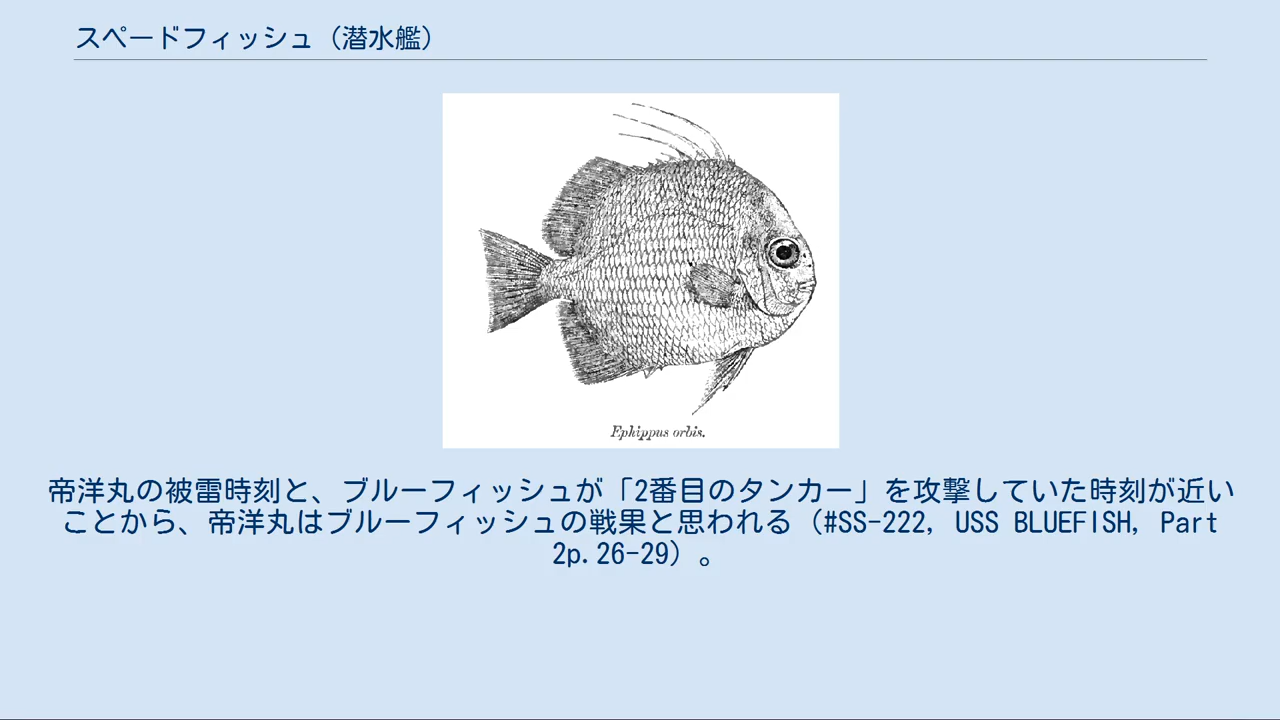 スペードフィッシュ（潜水艦）
Ephippus orbis.
帝洋丸の被雷時刻と、ブルーフィッシュが「2番目のタンカー」を攻撃していた時刻が近い
ことから、帝洋丸はブルーフィッシュの戦果と思われる（#SS-222, USS BLUEFISH, Part
2p.26-29）。